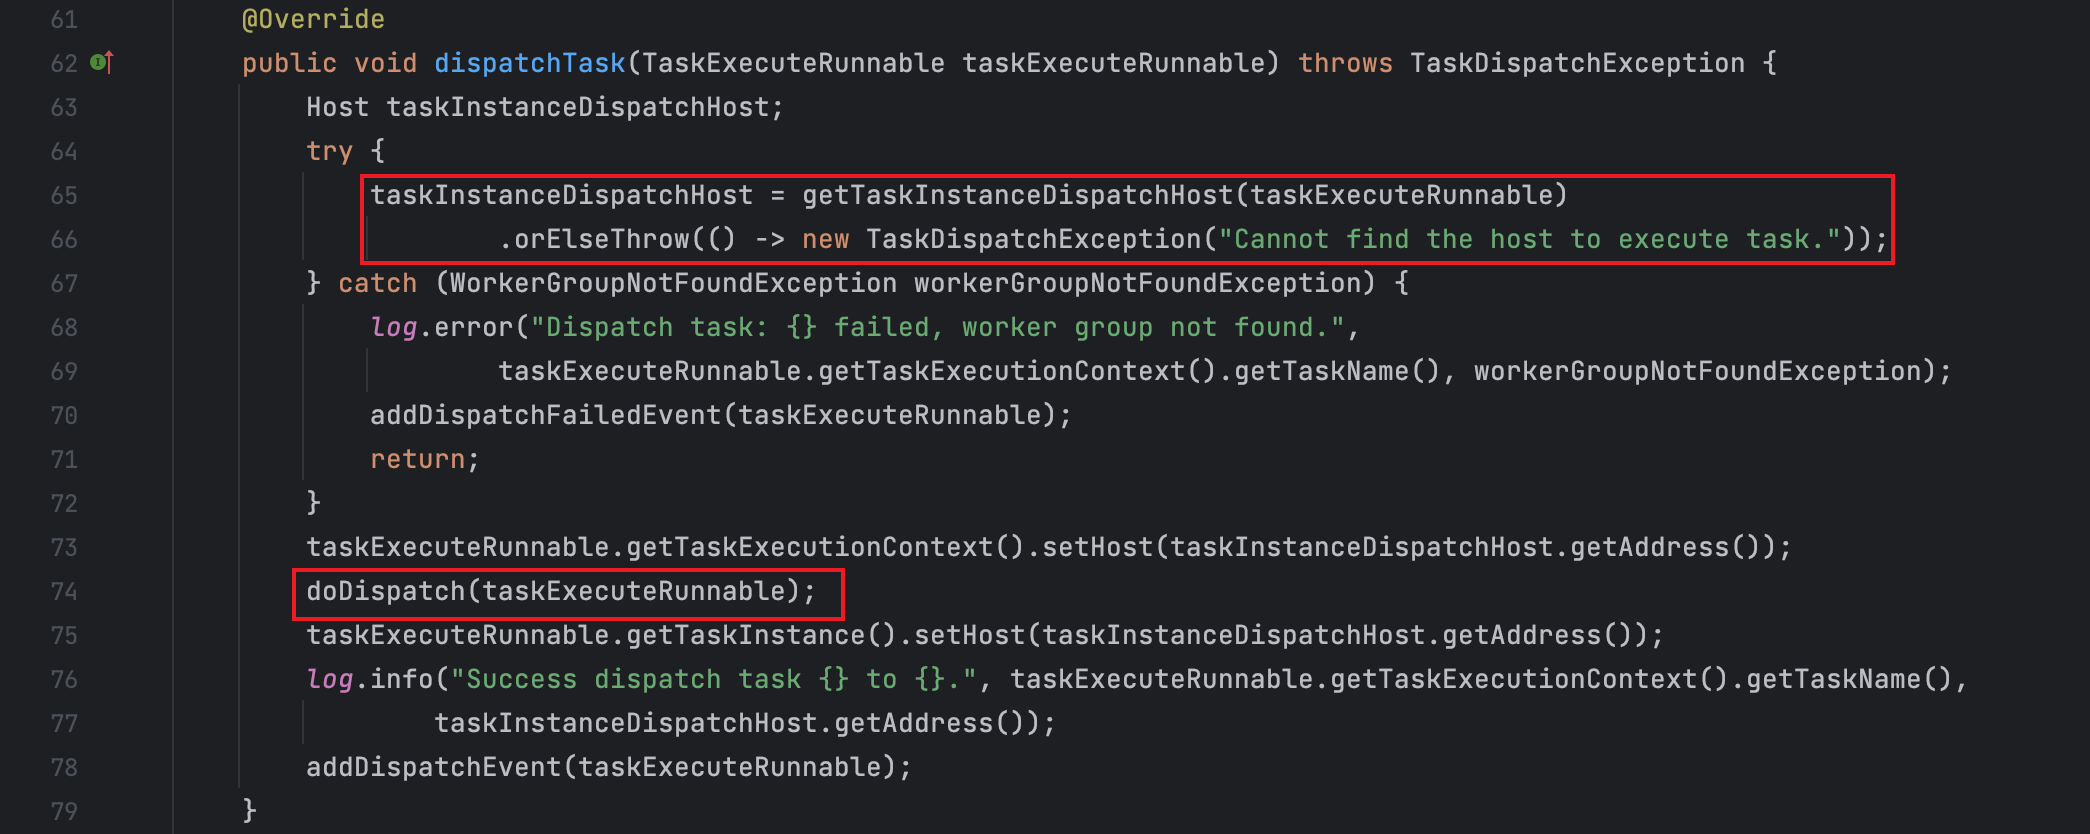 61 @Override
62 public void dispatchTask(TaskExecuteRunnable taskExecuteRunnable) throws TaskDispatchException {
63 Host taskInstanceDispatchHost;
64 try {
65 taskInstanceDispatchHost = getTaskInstanceDispatchHost(taskExecuteRunnable)
66 .orElseThrow(() -> new TaskDispatchException("Cannot find the host to execute task."));
67 } catch (WorkerGroupNotFoundException workerGroupNotFoundException) {
68 log.error("Dispatch task: {} failed, worker group not found.",
69 taskExecuteRunnable.getTaskExecutionContext().getTaskName(), workerGroupNotFoundException);
70 addDispatchFailedEvent(taskExecuteRunnable);
71 return;
72 }
73 taskExecuteRunnable.getTaskExecutionContext().setHost(taskInstanceDispatchHost.getAddress());
74 doDispatch(taskExecuteRunnable);
75 taskExecuteRunnable.getTaskInstance().setHost(taskInstanceDispatchHost.getAddress());
76 log.info("Success dispatch task {} to {}.", taskExecuteRunnable.getTaskExecutionContext().getTaskName(),
77 taskInstanceDispatchHost.getAddress());
78 addDispatchEvent(taskExecuteRunnable);
79 }